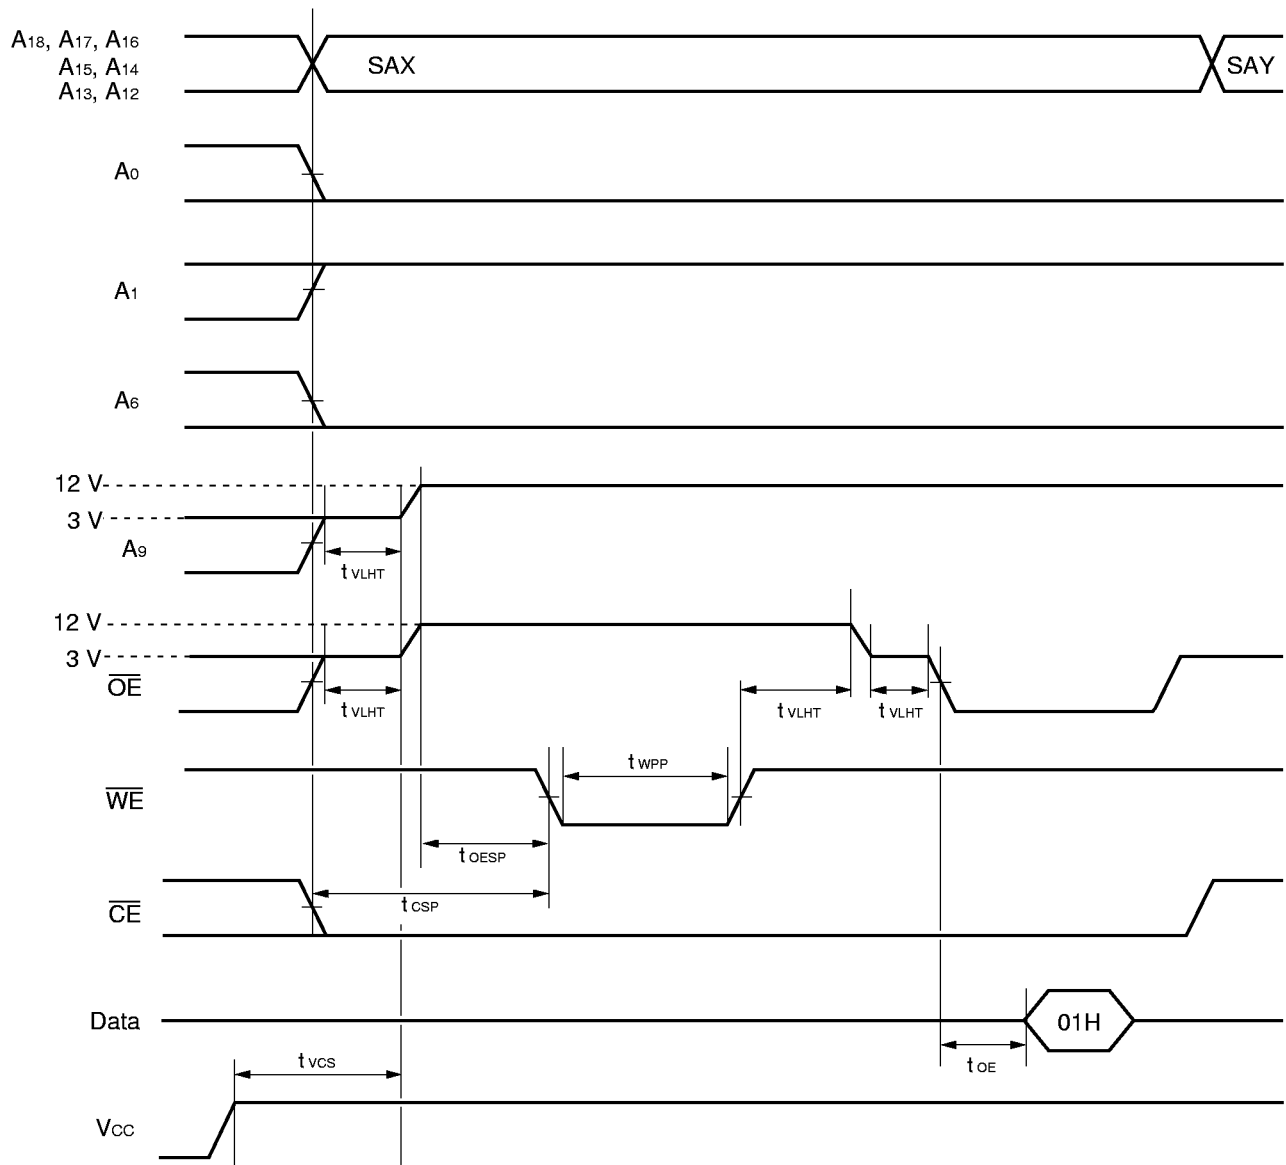 A18, A17, A16
A15, A14
A13, A12
SAX
SAY
A0
A1
A6
12 V
3 V
A9
t VLHT
12 V
3 V
OE
t VLHT
t VLHT
t VLHT
WE
t WPP
t OESP
t CSP
CE
Data
01H
t OE
t VCS
VCC